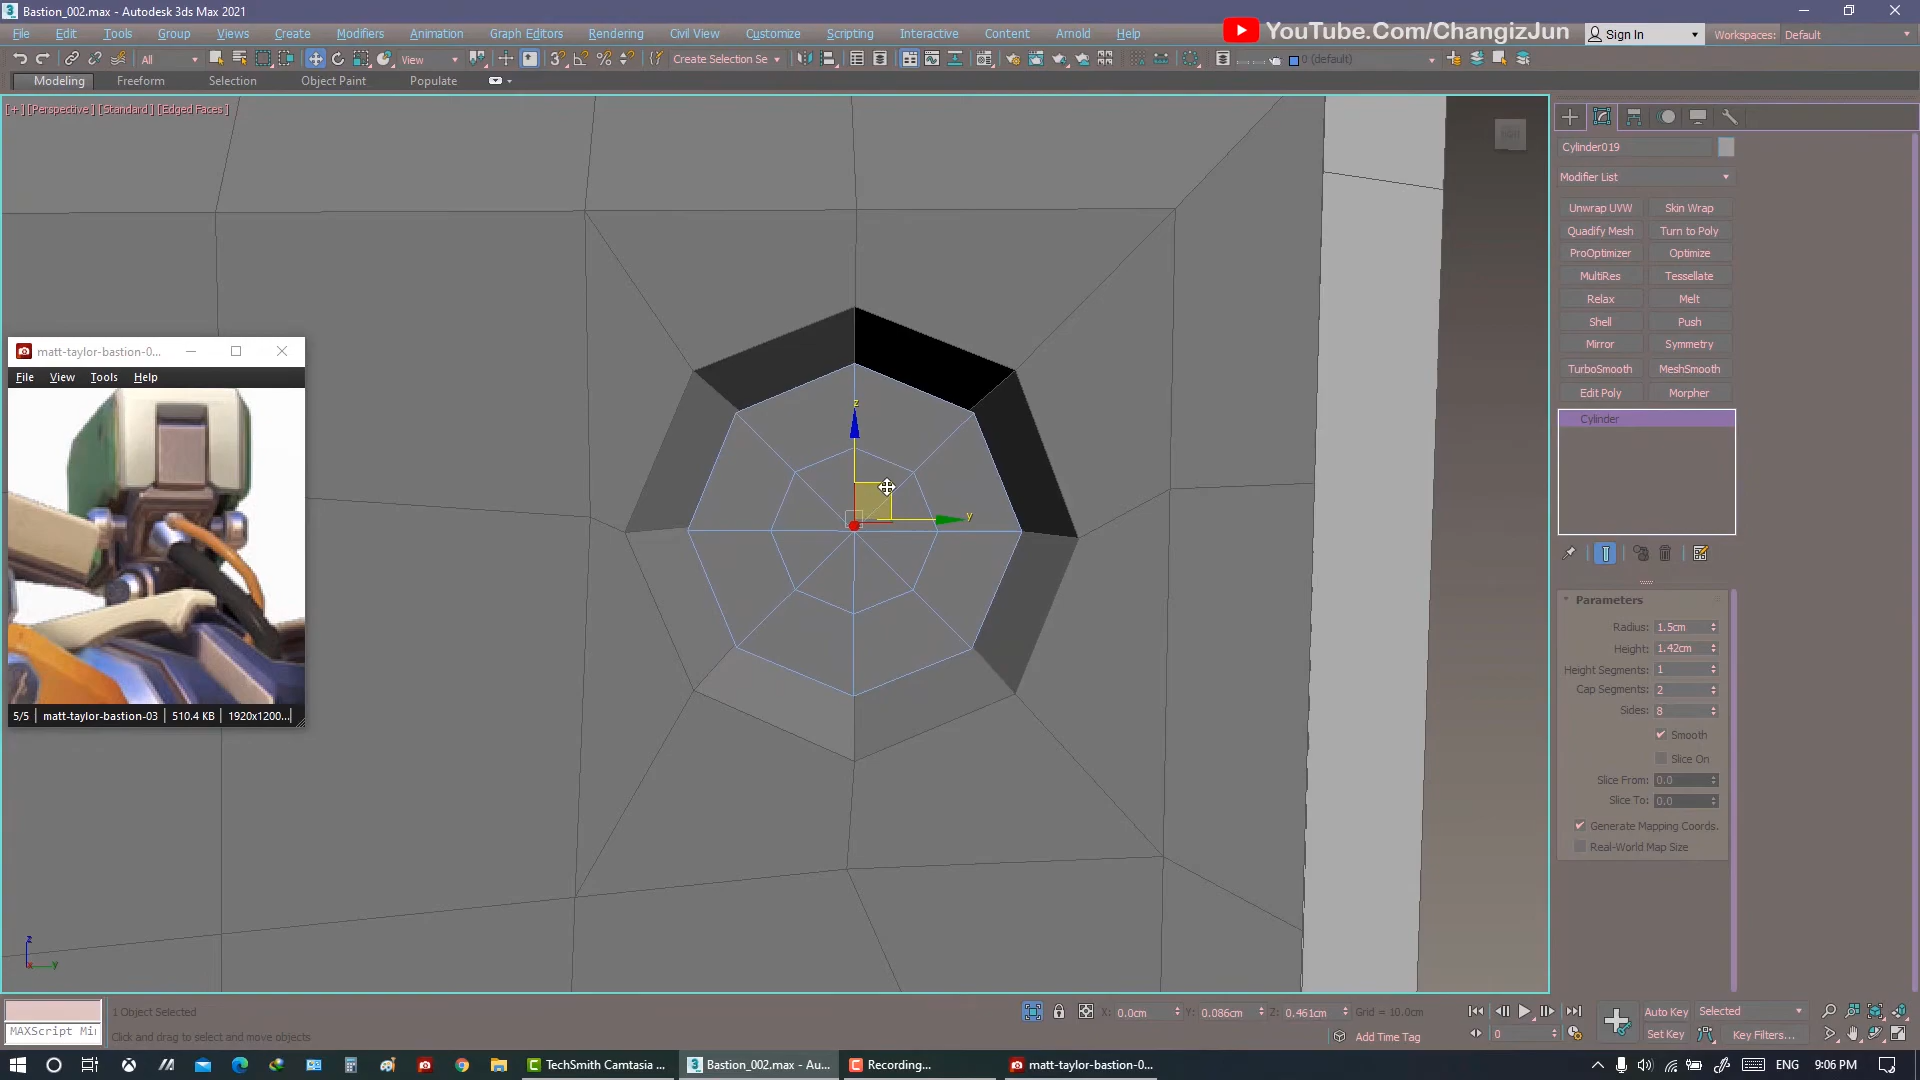 Bastion_002.max - Autodesk 3ds Max 2021
File Edit Tools Group Views Create Modifiers Animation Graph Editors Rendering Civil View Customize Scripting Interactive Content Arnold Help
YouTube.Com/ChangizJun
Sign In
Workspaces: Default
All
View
Create Selection Se
0 (default)
Modeling Freeform Selection Object Paint Populate
[+] [Perspective] [Standard] [Edged Faces]
Cylinder019
Modifier List
Unwrap UVW Skin Wrap
Quadify Mesh Turn to Poly
ProOptimizer Optimize
MultiRes Tessellate
Relax Melt
Shell Push
Mirror Symmetry
TurboSmooth MeshSmooth
Edit Poly Morpher
Cylinder
matt-taylor-bastion-0...
File View Tools Help
5/5 matt-taylor-bastion-03 510.4 KB 1920x1200...
z
y
Parameters
Radius: 1.5cm
Height: 1.42cm
Height Segments: 1
Cap Segments: 2
Sides: 8
Smooth
Slice On
Slice From: 0.0
Slice To: 0.0
Generate Mapping Coords.
Real-World Map Size
z
x y
1 Object Selected
X: 0.0cm Y: 0.086cm Z: 0.461cm Grid = 10.0cm
Auto Key Selected
MAXScript Mi
Click and drag to select and move objects
Add Time Tag
0
Set Key Key Filters...
TechSmith Camtasia ...
Bastion_002.max - Au...
Recording...
matt-taylor-bastion-0...
ENG
9:06 PM